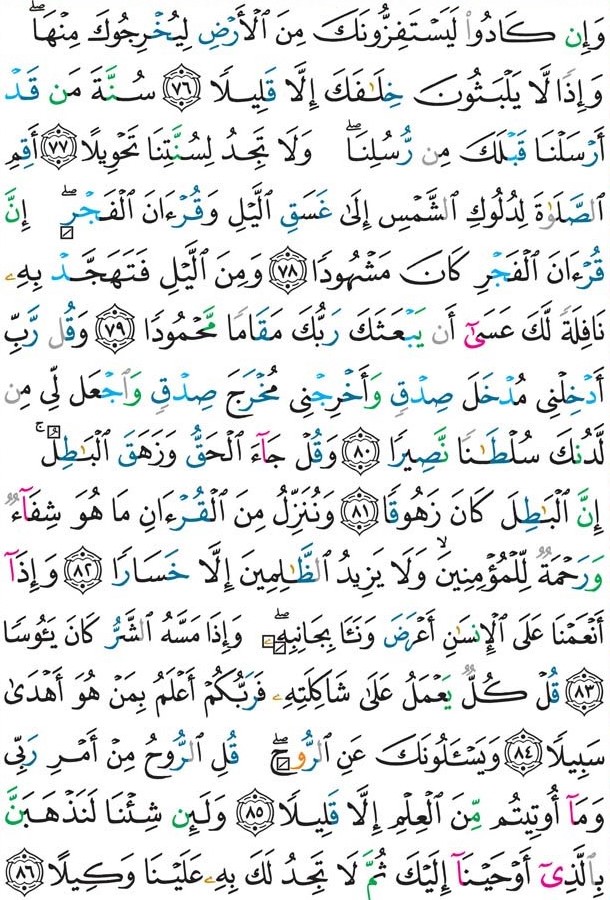 وَإِن كَادُوا۟ لَيَسْتَفِزُّونَكَ مِنَ ٱلْأَرْضِ لِيُخْرِجُوكَ مِنْهَا ۖ
وَإِذًا لَّا يَلْبَثُونَ خِلَـٰفَكَ إِلَّا قَلِيلًا ٧٦ سُنَّةَ مَن قَدْ
أَرْسَلْنَا قَبْلَكَ مِن رُّسُلِنَا ۖ وَلَا تَجِدُ لِسُنَّتِنَا تَحْوِيلًا ٧٧ أَقِمِ
ٱلصَّلَوٰةَ لِدُلُوكِ ٱلشَّمْسِ إِلَىٰ غَسَقِ ٱلَّيْلِ وَقُرْءَانَ ٱلْفَجْرِ ۖ إِنَّ
قُرْءَانَ ٱلْفَجْرِ كَانَ مَشْهُودًا ٧٨ وَمِنَ ٱلَّيْلِ فَتَهَجَّدْ بِهِۦ
نَافِلَةً لَّكَ عَسَىٰٓ أَن يَبْعَثَكَ رَبُّكَ مَقَامًا مَّحْمُودًا ٧٩ وَقُل رَّبِّ
أَدْخِلْنِى مُدْخَلَ صِدْقٍ وَأَخْرِجْنِى مُخْرَجَ صِدْقٍ وَٱجْعَل لِّى مِن
لَّدُنكَ سُلْطَـٰنًا نَّصِيرًا ٨٠ وَقُلْ جَآءَ ٱلْحَقُّ وَزَهَقَ ٱلْبَـٰطِلُ ۚ
إِنَّ ٱلْبَـٰطِلَ كَانَ زَهُوقًا ٨١ وَنُنَزِّلُ مِنَ ٱلْقُرْءَانِ مَا هُوَ شِفَآءٌ
وَرَحْمَةٌ لِّلْمُؤْمِنِينَ ۙ وَلَا يَزِيدُ ٱلظَّـٰلِمِينَ إِلَّا خَسَارًا ٨٢ وَإِذَآ
أَنْعَمْنَا عَلَى ٱلْإِنسَـٰنِ أَعْرَضَ وَنَـَٔا بِجَانِبِهِۦ ۖ وَإِذَا مَسَّهُ ٱلشَّرُّ كَانَ يَـُٔوسًا
٨٣ قُلْ كُلٌّ يَعْمَلُ عَلَىٰ شَاكِلَتِهِۦ فَرَبُّكُمْ أَعْلَمُ بِمَنْ هُوَ أَهْدَىٰ
سَبِيلًا ٨٤ وَيَسْـَٔلُونَكَ عَنِ ٱلرُّوحِ ۖ قُلِ ٱلرُّوحُ مِنْ أَمْرِ رَبِّى
وَمَآ أُوتِيتُم مِّنَ ٱلْعِلْمِ إِلَّا قَلِيلًا ٨٥ وَلَئِن شِئْنَا لَنَذْهَبَنَّ
بِٱلَّذِىٓ أَوْحَيْنَآ إِلَيْكَ ثُمَّ لَا تَجِدُ لَكَ بِهِۦ عَلَيْنَا وَكِيلًا ٨٦